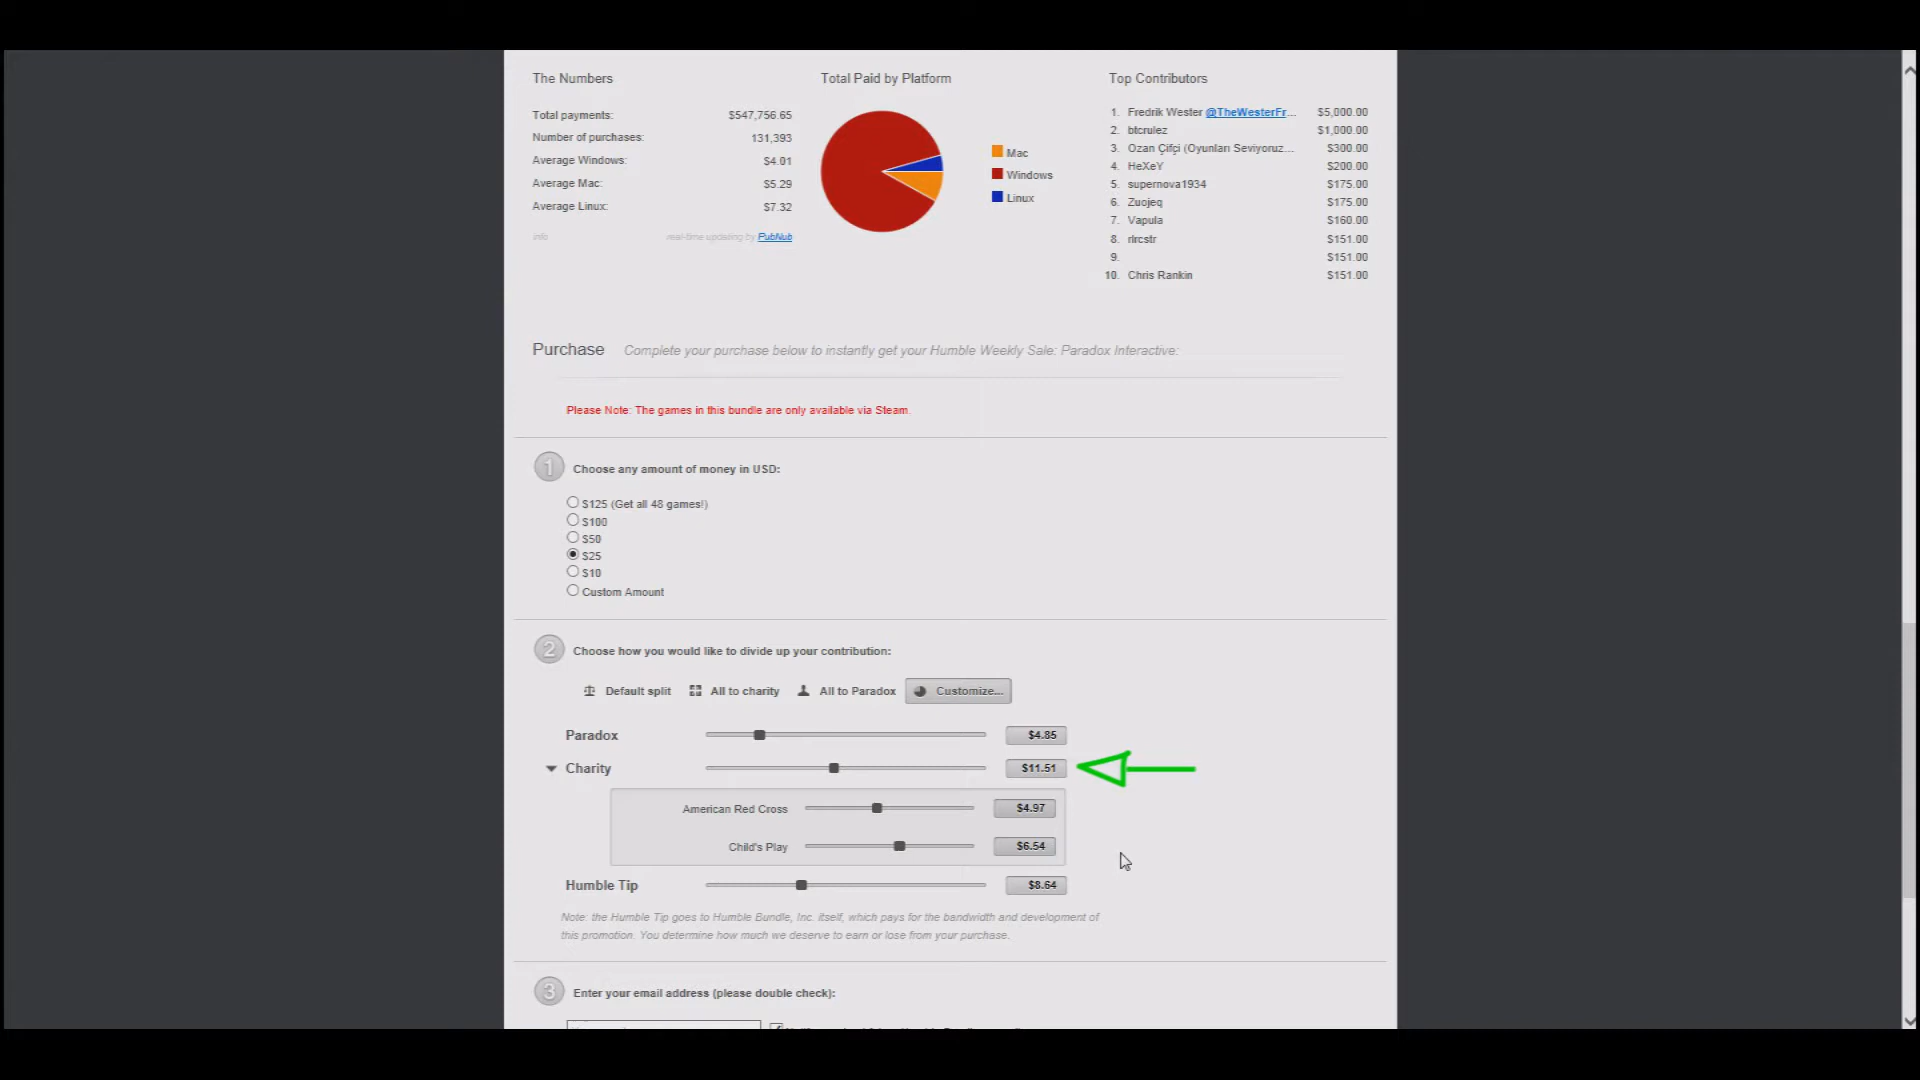 The Numbers
Total payments: $547,756.65
Number of purchases: 131,393
Average Windows: $4.01
Average Mac: $5.29
Average Linux: $7.32
info real-time updating by PubNub
Total Paid by Platform
Mac
Windows
Linux
Top Contributors
1. Fredrik Wester @TheWesterFr... $5,000.00
2. btcrulez $1,000.00
3. Ozan Çifçi (Oyunları Seviyoruz... $300.00
4. HeXeY $200.00
5. supernova1934 $175.00
6. Zuojeq $175.00
7. Vapula $160.00
8. rlrcstr $151.00
9. $151.00
10. Chris Rankin $151.00
Purchase Complete your purchase below to instantly get your Humble Weekly Sale: Paradox Interactive:
Please Note: The games in this bundle are only available via Steam.
1 Choose any amount of money in USD:
$125 (Get all 48 games!)
$100
$50
$25
$10
Custom Amount
2 Choose how you would like to divide up your contribution:
Default split All to charity All to Paradox Customize...
Paradox $4.85
Charity $11.51
American Red Cross $4.97
Child's Play $6.54
Humble Tip $8.64
Note: the Humble Tip goes to Humble Bundle, Inc. itself, which pays for the bandwidth and development of
this promotion. You determine how much we deserve to earn or lose from your purchase.
3 Enter your email address (please double check):